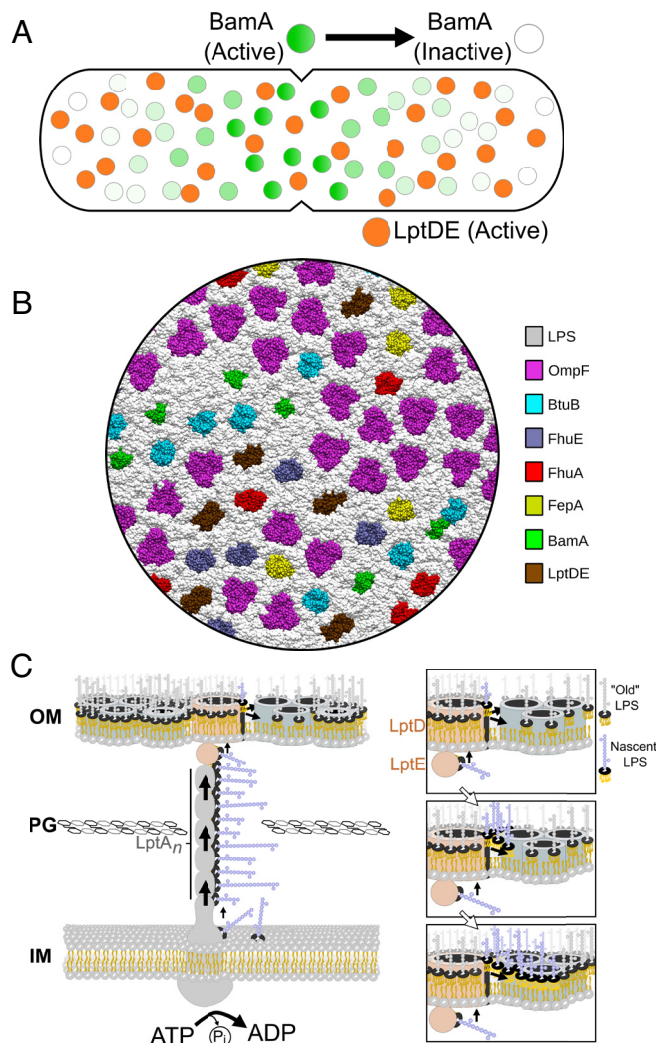 A
BamA
(Active)
BamA
(Inactive)
LptDE (Active)
B
LPS
OmpF
BtuB
FhuE
FhuA
FepA
BamA
LptDE
C
OM
PG
LptAn
IM
ATP
Pi
ADP
LptD
LptE
"Old"
LPS
Nascent
LPS